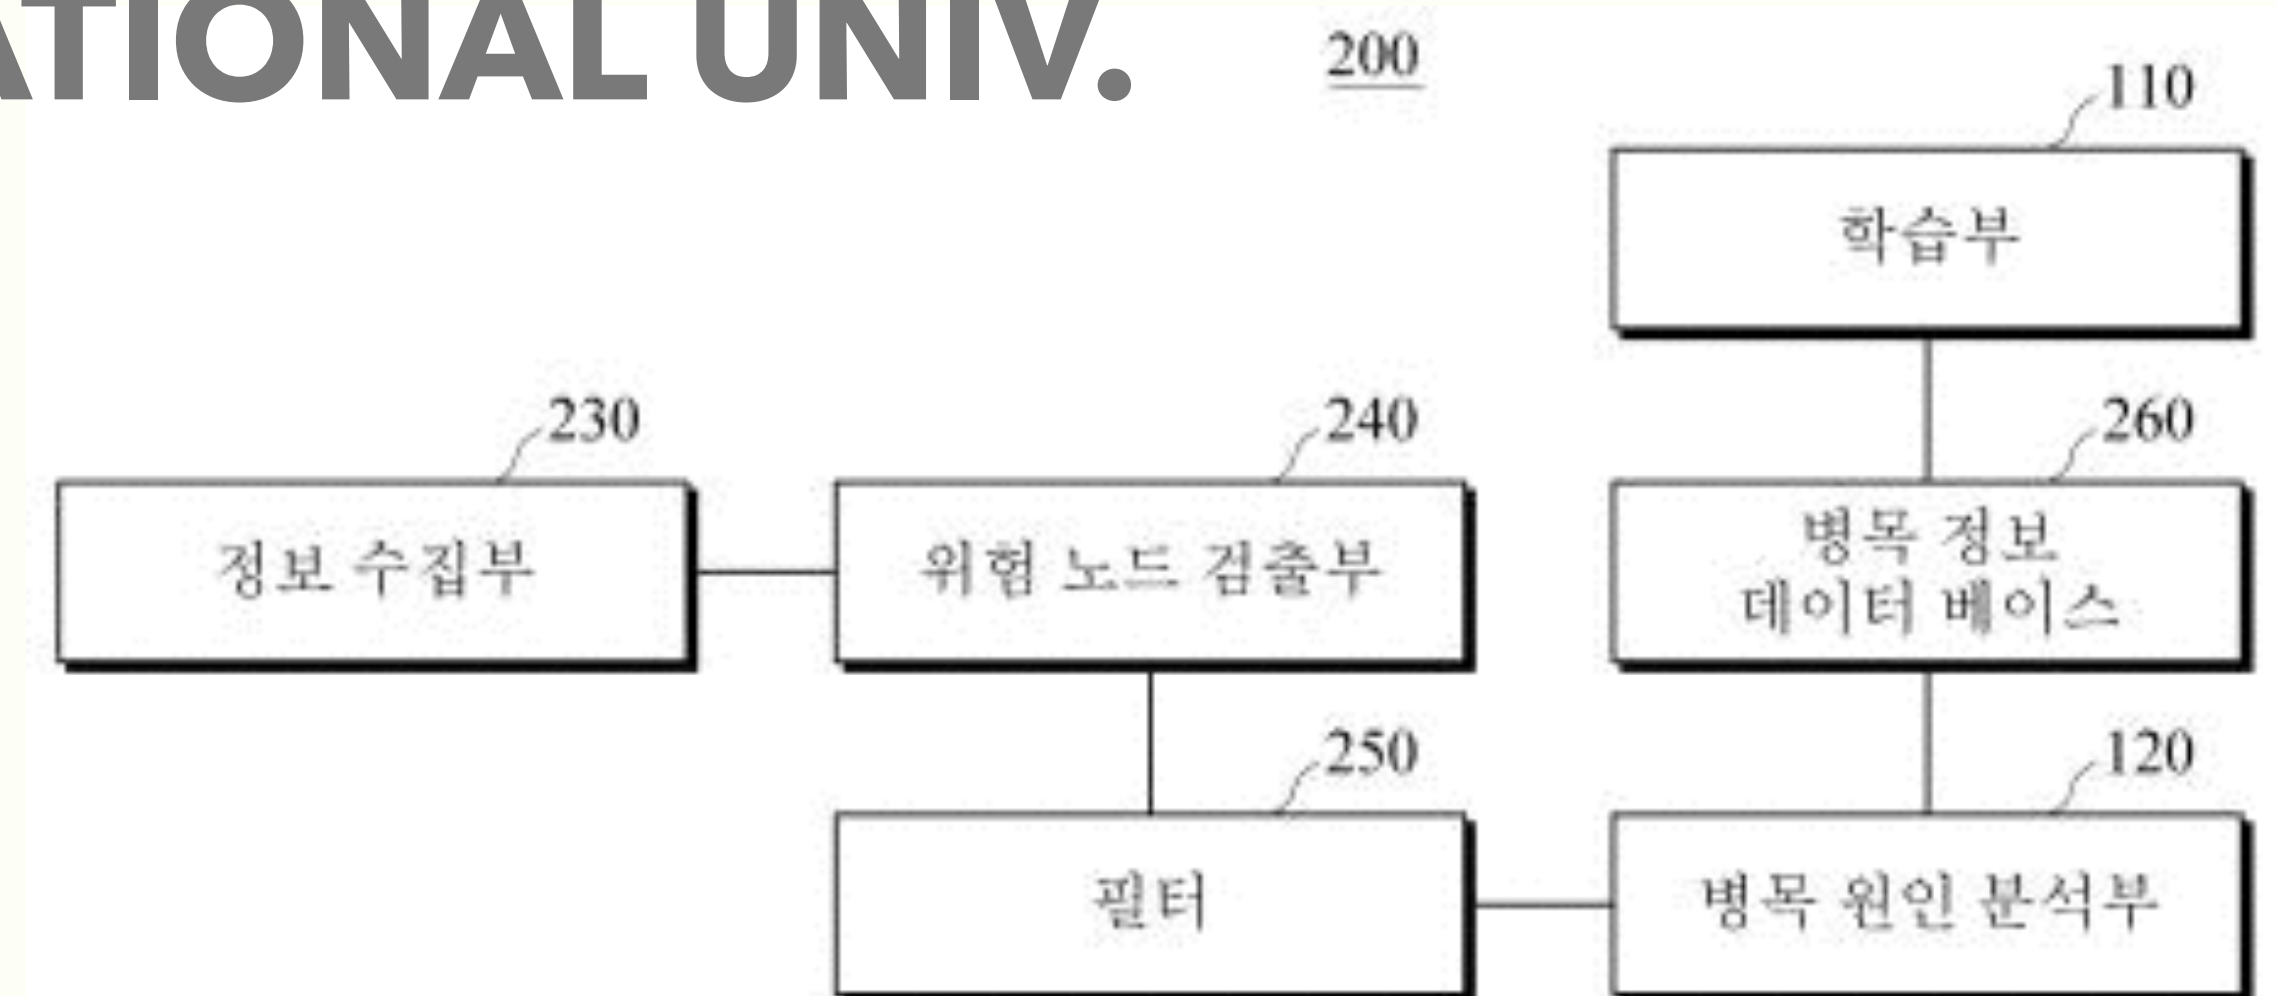 ATIONAL UNIV.
200
110
학습부
230
240
260
정보 수집부
위험 노드 검출부
병목 정보
데이터 베이스
250
120
필터
병목 원인 분석부